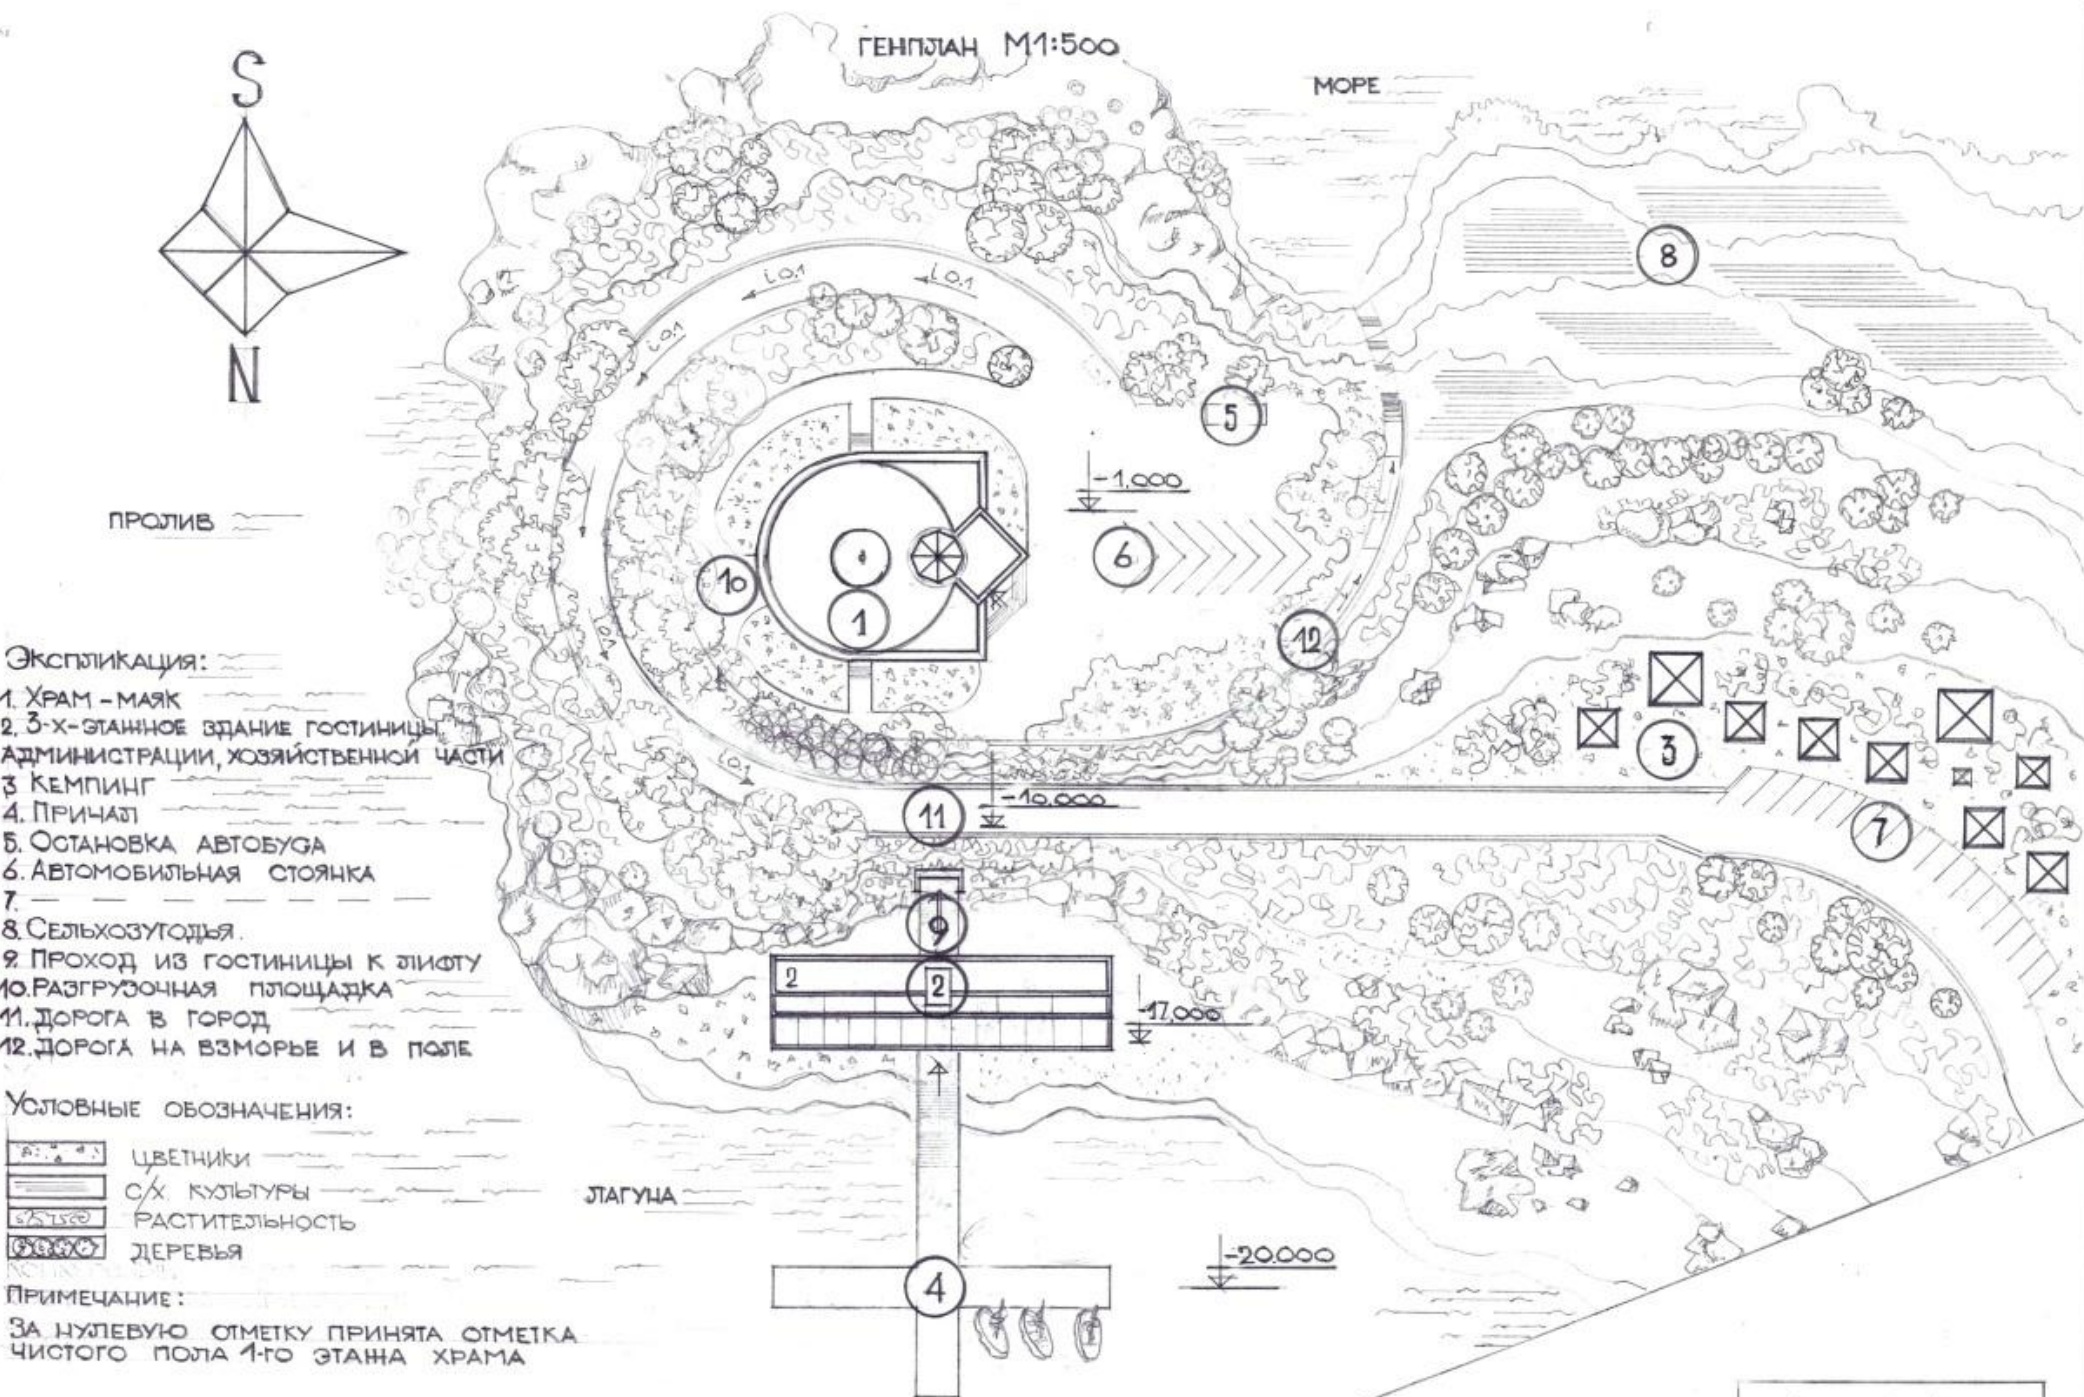 ГЕНПЛАН М1:500
S
N
МОРЕ
ПРОЛИВ
ЛАГУНА
i 0.1
i 0.1
i 0.1
i 0.1
i 0.1
-1.000
-10.000
-17.000
-20.000
8
5
6
10
1
12
3
7
11
9
2
2
4
ЭКСПЛИКАЦИЯ:
1. ХРАМ-МАЯК
2. 3-Х-ЭТАЖНОЕ ЗДАНИЕ ГОСТИНИЦЫ
АДМИНИСТРАЦИИ, ХОЗЯЙСТВЕННОЙ ЧАСТИ
3 КЕМПИНГ
4. ПРИЧАЛ
5. ОСТАНОВКА АВТОБУСА
6. АВТОМОБИЛЬНАЯ СТОЯНКА
7. — — — — — — —
8. СЕЛЬХОЗУГОДЬЯ.
9. ПРОХОД ИЗ ГОСТИНИЦЫ К ЛИФТУ
10. РАЗГРУЗОЧНАЯ ПЛОЩАДКА
11. ДОРОГА В ГОРОД
12. ДОРОГА НА ВЗМОРЬЕ И В ПОЛЕ
УСЛОВНЫЕ ОБОЗНАЧЕНИЯ:
ЦВЕТНИКИ
С/Х КУЛЬТУРЫ
РАСТИТЕЛЬНОСТЬ
ДЕРЕВЬЯ
ПРИМЕЧАНИЕ:
ЗА НУЛЕВУЮ ОТМЕТКУ ПРИНЯТА ОТМЕТКА
ЧИСТОГО ПОЛА 1-ГО ЭТАЖА ХРАМА